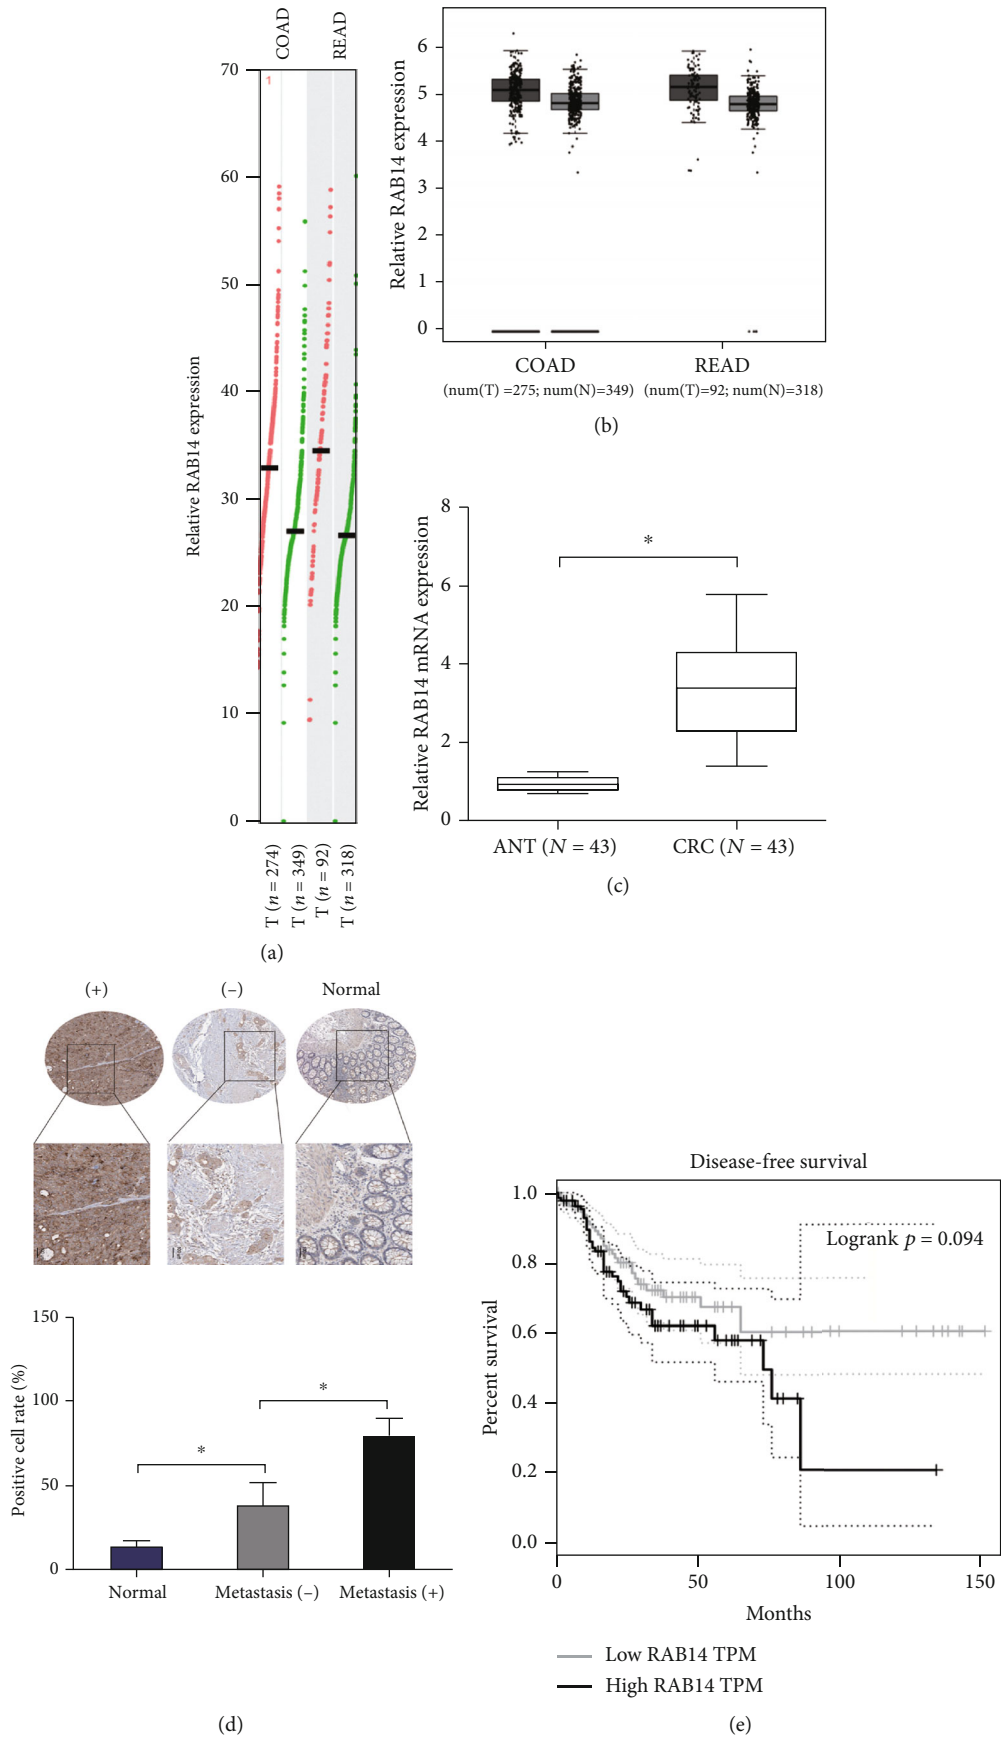 COAD
READ
1
70
60
50
40
30
20
10
0
Relative RAB14 expression
T (n = 274)
T (n = 349)
T (n = 92)
T (n = 318)
(a)
6
5
4
3
2
1
0
Relative RAB14 expression
COAD
READ
(num(T) =275; num(N)=349)
(num(T)=92; num(N)=318)
(b)
8
6
4
2
0
Relative RAB14 mRNA expression
*
ANT (N = 43)
CRC (N = 43)
(c)
(+)
(–)
Normal
150
100
50
0
Positive cell rate (%)
*
*
Normal
Metastasis (–)
Metastasis (+)
(d)
Disease-free survival
Logrank p = 0.094
1.0
0.8
0.6
0.4
0.2
0.0
Percent survival
0
50
100
150
Months
Low RAB14 TPM
High RAB14 TPM
(e)